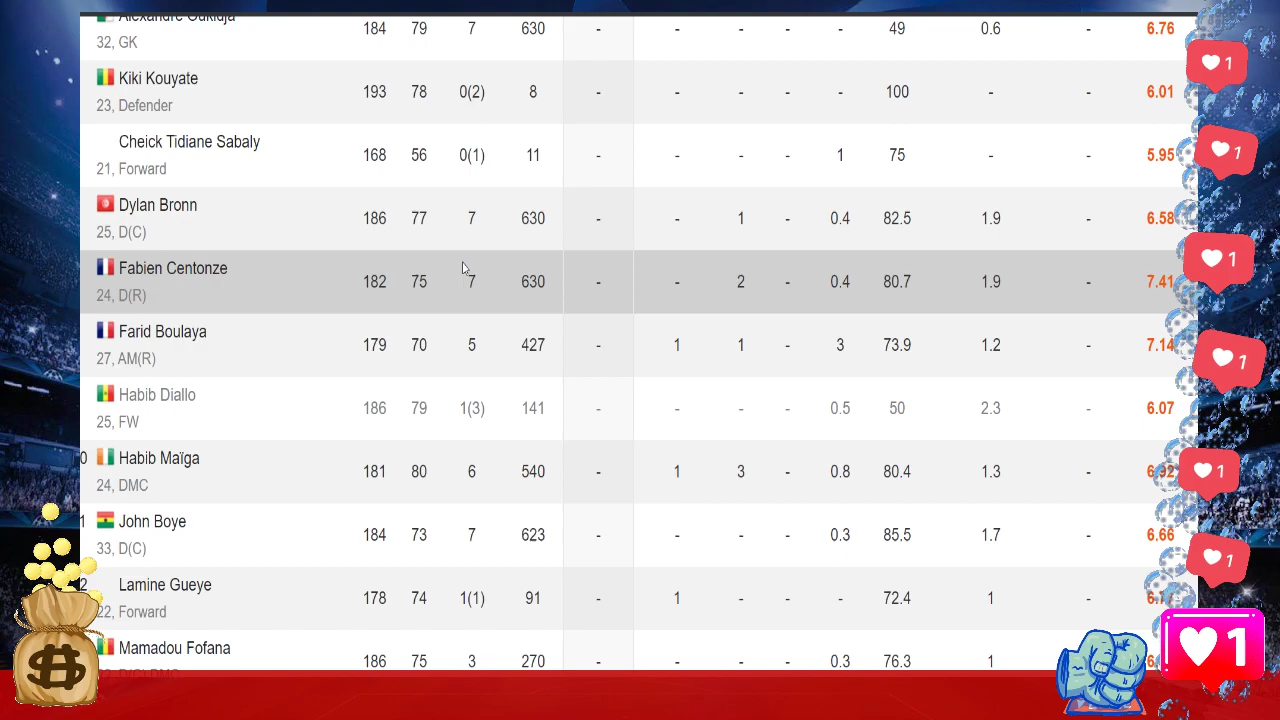 Alexandre Oukidja 184 79 7 630 - - - - - 49 0.6 - 6.76
32, GK
Kiki Kouyate 193 78 0(2) 8 - - - - - 100 - - 6.01
23, Defender
Cheick Tidiane Sabaly 168 56 0(1) 11 - - - - 1 75 - - 5.95
21, Forward
Dylan Bronn 186 77 7 630 - - 1 - 0.4 82.5 1.9 - 6.58
25, D(C)
Fabien Centonze 182 75 7 630 - - 2 - 0.4 80.7 1.9 - 7.41
24, D(R)
Farid Boulaya 179 70 5 427 - 1 1 - 3 73.9 1.2 - 7.14
27, AM(R)
Habib Diallo 186 79 1(3) 141 - - - - 0.5 50 2.3 - 6.07
25, FW
0 Habib Maïga 181 80 6 540 - 1 3 - 0.8 80.4 1.3 - 6.92
24, DMC
1 John Boye 184 73 7 623 - - - - 0.3 85.5 1.7 - 6.66
33, D(C)
2 Lamine Gueye 178 74 1(1) 91 - 1 - - - 72.4 1 -
22, Forward
Mamadou Fofana 186 75 3 270 - - - - 0.3 76.3 1 -
1
1
1
1
1
1
1
$